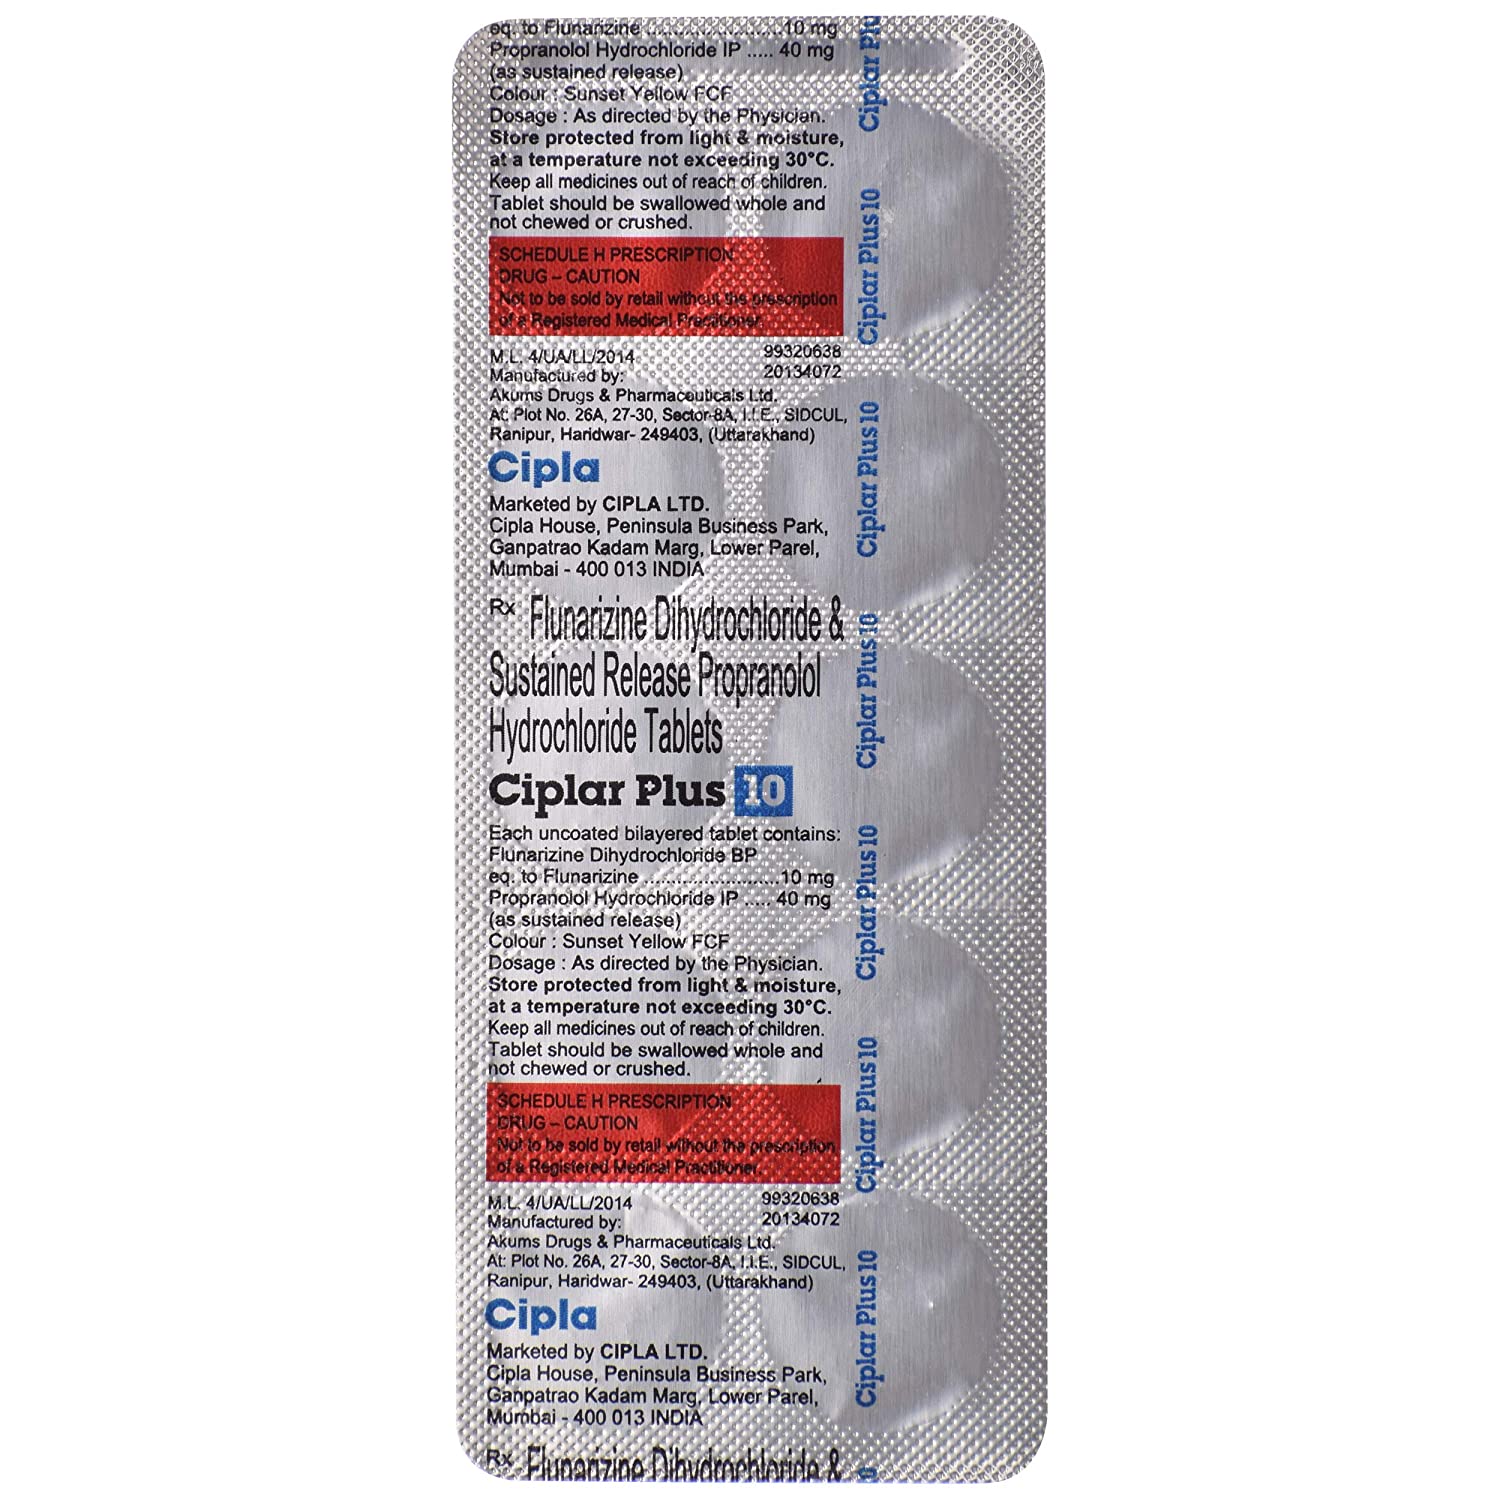 eq. to Flunarizine ........................10 mg
Propranolol Hydrochloride IP ..... 40 mg
(as sustained release)
Colour : Sunset Yellow FCF
Dosage : As directed by the Physician.
Store protected from light & moisture,
at a temperature not exceeding 30°C.
Keep all medicines out of reach of children.
Tablet should be swallowed whole and
not chewed or crushed.
SCHEDULE H PRESCRIPTION
DRUG – CAUTION
Not to be sold by retail without the prescription
of a Registered Medical Practitioner.
M.L. 4/UA/LL/2014 99320638
Manufactured by: 20134072
Akums Drugs & Pharmaceuticals Ltd.
At: Plot No. 26A, 27-30, Sector-8A, I.I.E., SIDCUL,
Ranipur, Haridwar- 249403, (Uttarakhand)
Cipla
Marketed by CIPLA LTD.
Cipla House, Peninsula Business Park,
Ganpatrao Kadam Marg, Lower Parel,
Mumbai - 400 013 INDIA
Rx Flunarizine Dihydrochloride &
Sustained Release Propranolol
Hydrochloride Tablets
Ciplar Plus 10
Each uncoated bilayered tablet contains:
Flunarizine Dihydrochloride BP
eq. to Flunarizine ........................10 mg
Propranolol Hydrochloride IP ..... 40 mg
(as sustained release)
Colour : Sunset Yellow FCF
Dosage : As directed by the Physician.
Store protected from light & moisture,
at a temperature not exceeding 30°C.
Keep all medicines out of reach of children.
Tablet should be swallowed whole and
not chewed or crushed.
SCHEDULE H PRESCRIPTION
DRUG – CAUTION
Not to be sold by retail without the prescription
of a Registered Medical Practitioner.
M.L. 4/UA/LL/2014 99320638
Manufactured by: 20134072
Akums Drugs & Pharmaceuticals Ltd.
At: Plot No. 26A, 27-30, Sector-8A, I.I.E., SIDCUL,
Ranipur, Haridwar- 249403, (Uttarakhand)
Cipla
Marketed by CIPLA LTD.
Cipla House, Peninsula Business Park,
Ganpatrao Kadam Marg, Lower Parel,
Mumbai - 400 013 INDIA
Rx Flunarizine Dihydrochloride &
Ciplar Plu
Ciplar Plus 10
Ciplar Plus 10
Ciplar Plus 10
Ciplar Plus 10
Ciplar Plus 10
Ciplar Plus 10
10